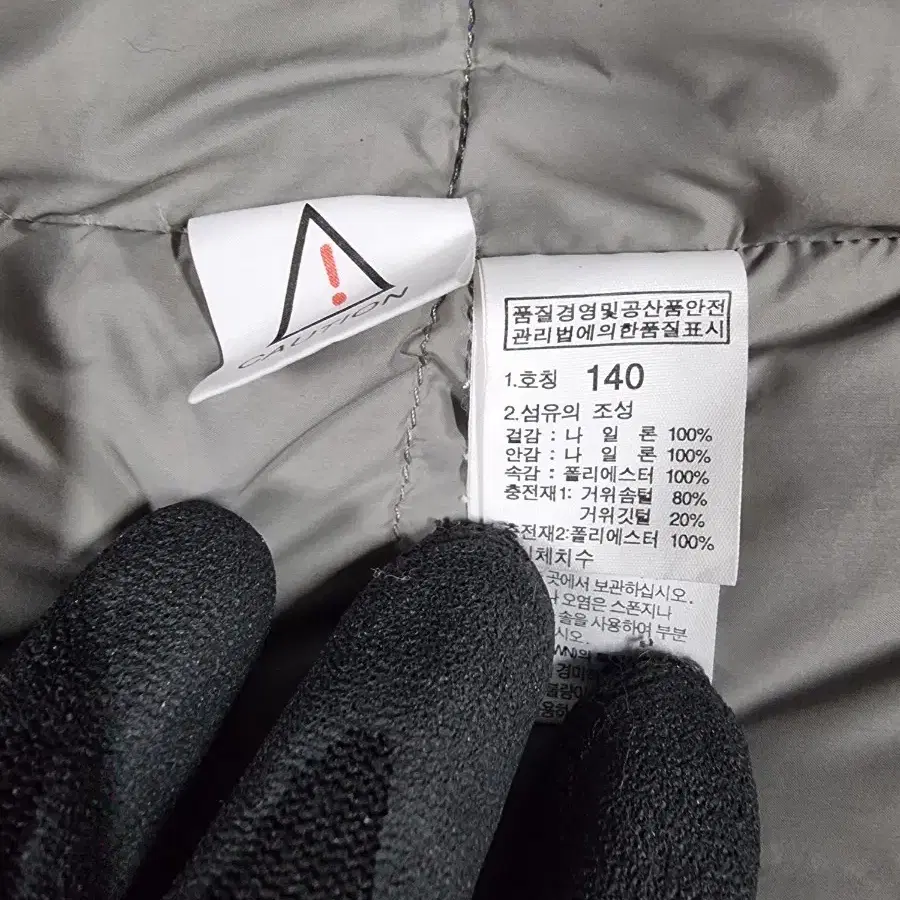 CAUTION
품질경영및공산품안전
관리법에의한품질표시
1.호칭 140
2.섬유의 조성
겉감 : 나 일 론 100%
안감 : 나 일 론 100%
속감 : 폴리에스터 100%
충전재1: 거위솜털 80%
거위깃털 20%
충전재2:폴리에스터 100%
체치수
곳에서 보관하십시오.
오염은 스폰지나
솔을 사용하여 부분
시오.